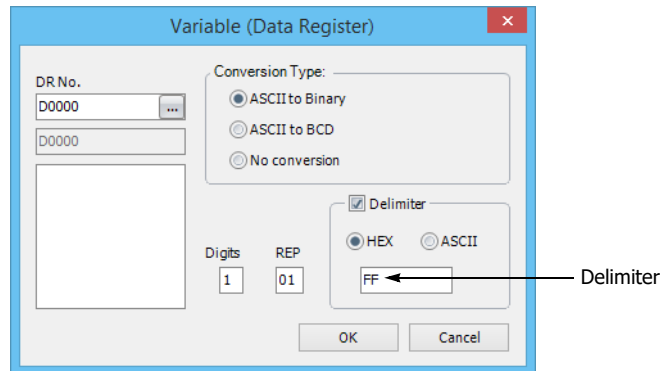 Variable (Data Register)
DR No.
D0000 ...
D0000
Conversion Type:
ASCII to Binary
ASCII to BCD
No conversion
Delimiter
HEX ASCII
Digits REP
1 01 FF
Delimiter
OK Cancel